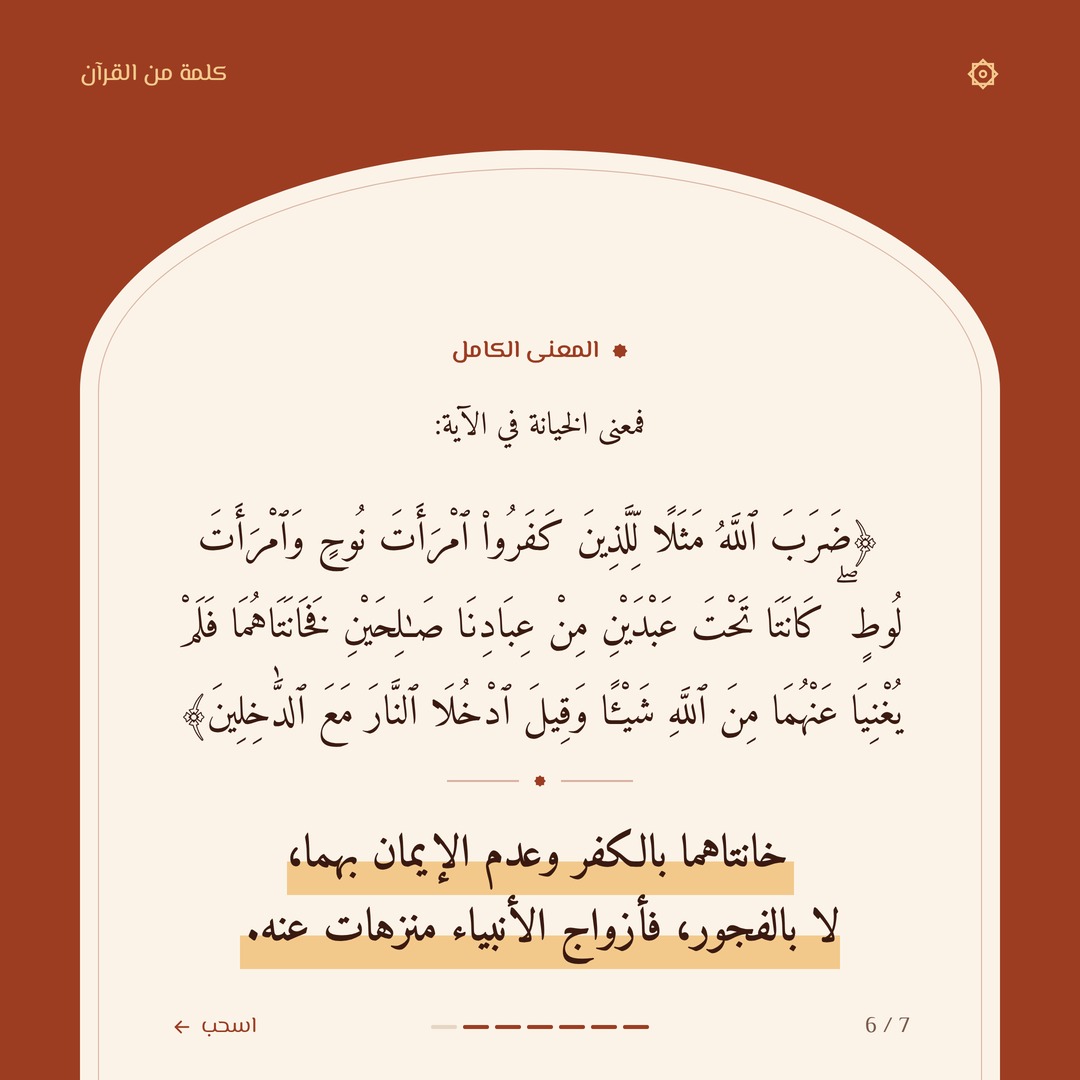 كلمة من القرآن
المعنى الكامل
فمعنى الخيانة في الآية:
﴿ضَرَبَ ٱللَّهُ مَثَلًا لِّلَّذِينَ كَفَرُوا۟ ٱمْرَأَتَ نُوحٍ وَٱمْرَأَتَ
لُوطٍ ۖ كَانَتَا تَحْتَ عَبْدَيْنِ مِنْ عِبَادِنَا صَـٰلِحَيْنِ فَخَانَتَاهُمَا فَلَمْ
يُغْنِيَا عَنْهُمَا مِنَ ٱللَّهِ شَيْـًٔا وَقِيلَ ٱدْخُلَا ٱلنَّارَ مَعَ ٱلدَّٰخِلِينَ﴾
خانتاهما بالكفر وعدم الإيمان بهما،
لا بالفجور، فأزواج الأنبياء منزهات عنه.
6 / 7
اسحب ←